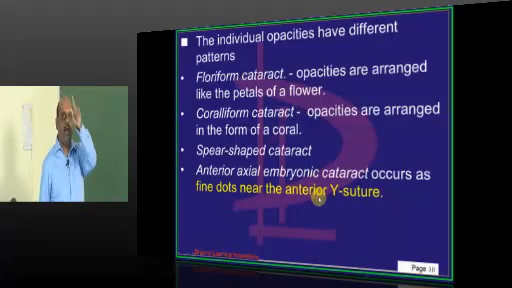 The individual opacities have different
patterns
Floriform cataract. - opacities are arranged
like the petals of a flower.
Coralliform cataract - opacities are arranged
in the form of a coral.
Spear-shaped cataract
Anterior axial embryonic cataract occurs as
fine dots near the anterior Y-suture.
Page 10